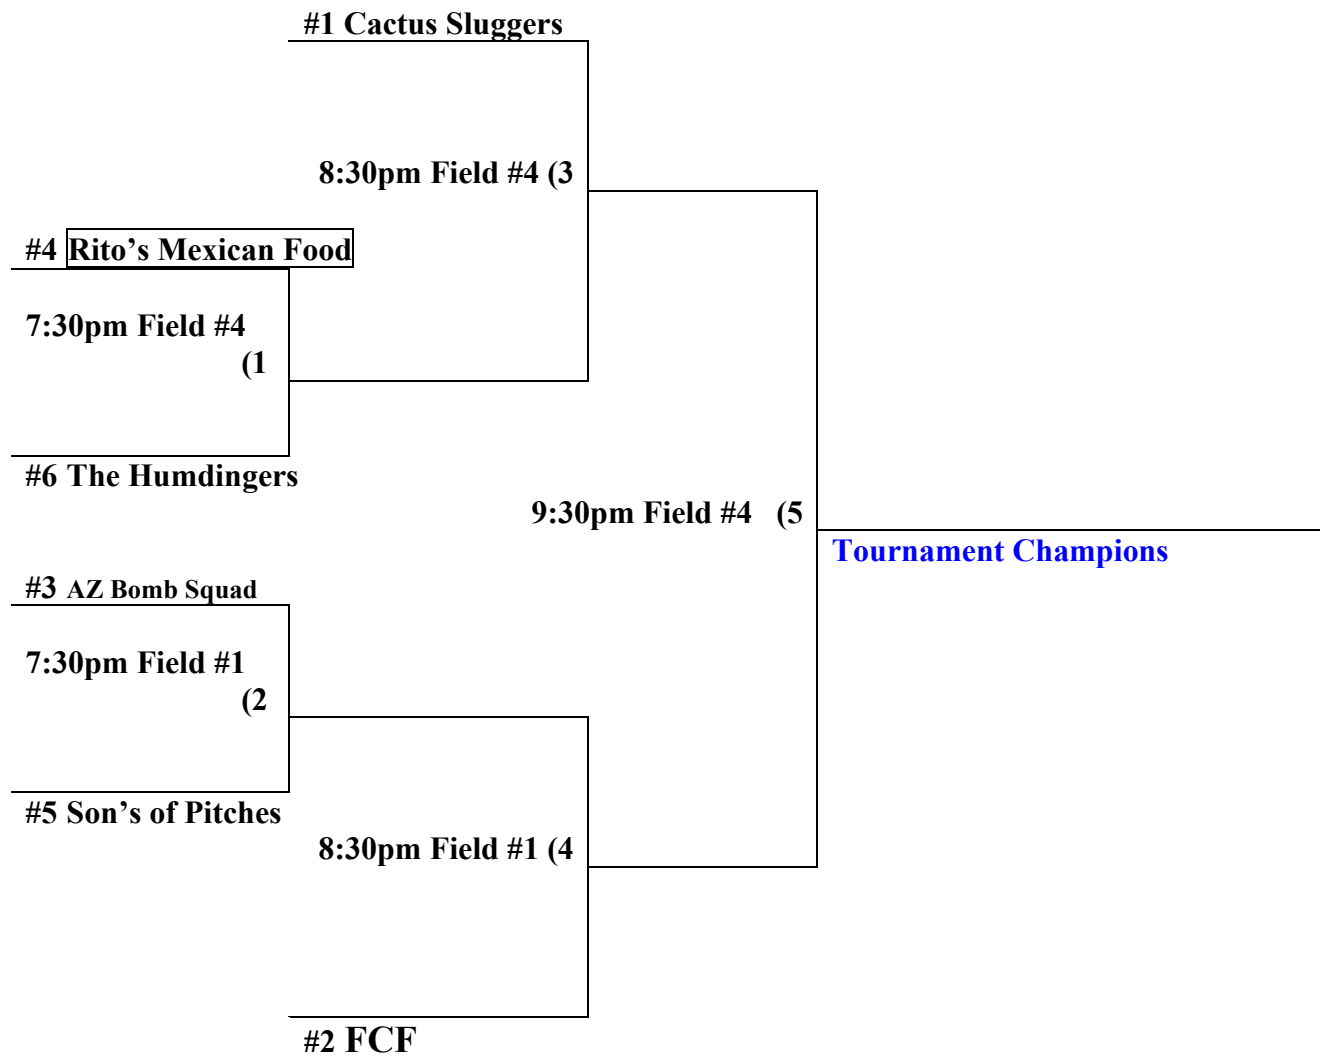 #1 Cactus Sluggers
8:30pm Field #4 (3
#4 Rito’s Mexican Food
7:30pm Field #4
(1
#6 The Humdingers
9:30pm Field #4 (5
Tournament Champions
#3 AZ Bomb Squad
7:30pm Field #1
(2
#5 Son’s of Pitches
8:30pm Field #1 (4
#2 FCF